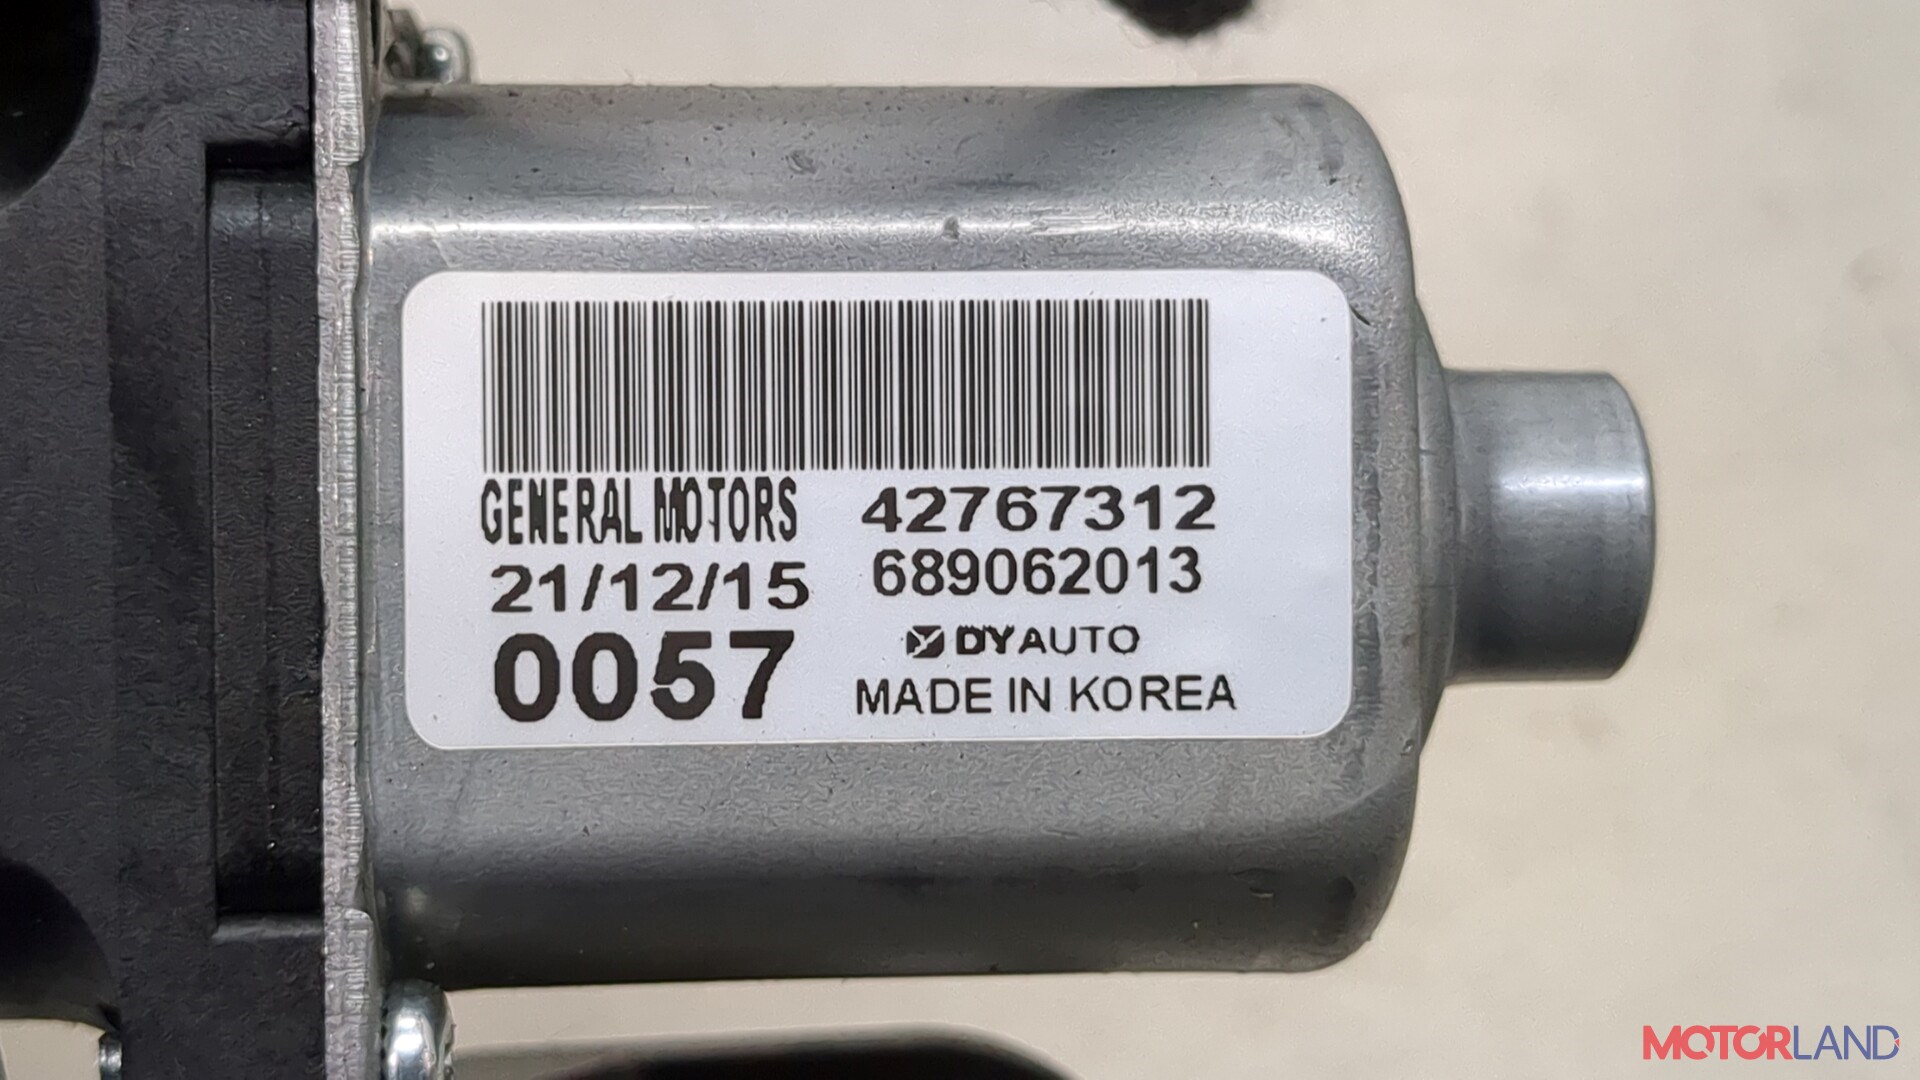 GENERAL MOTORS 42767312
21/12/15 689062013
0057 DYAUTO
MADE IN KOREA
MOTORLAND